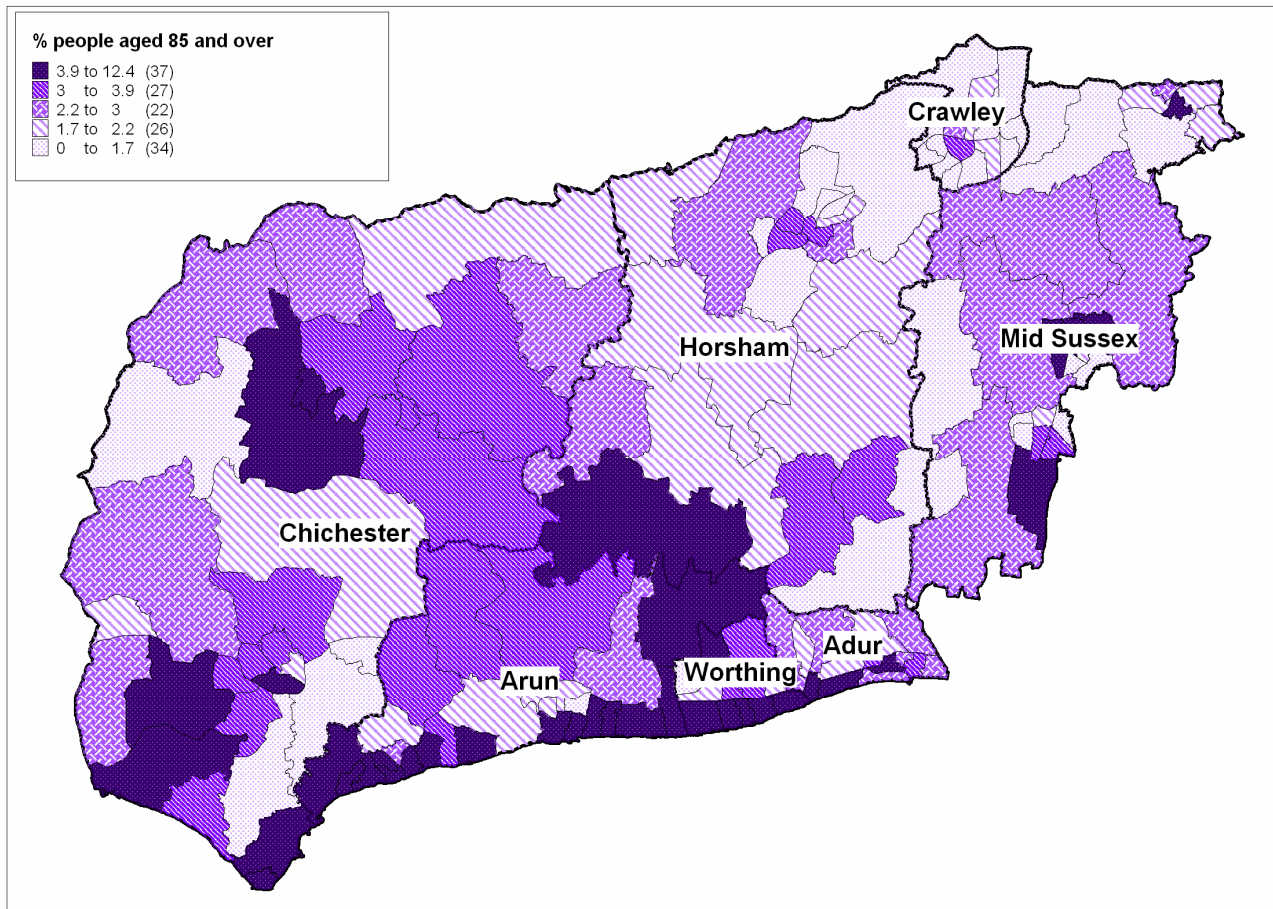 % people aged 85 and over
3.9 to 12.4 (37)
3 to 3.9 (27)
2.2 to 3 (22)
1.7 to 2.2 (26)
0 to 1.7 (34)
Crawley
Horsham
Mid Sussex
Chichester
Adur
Worthing
Arun